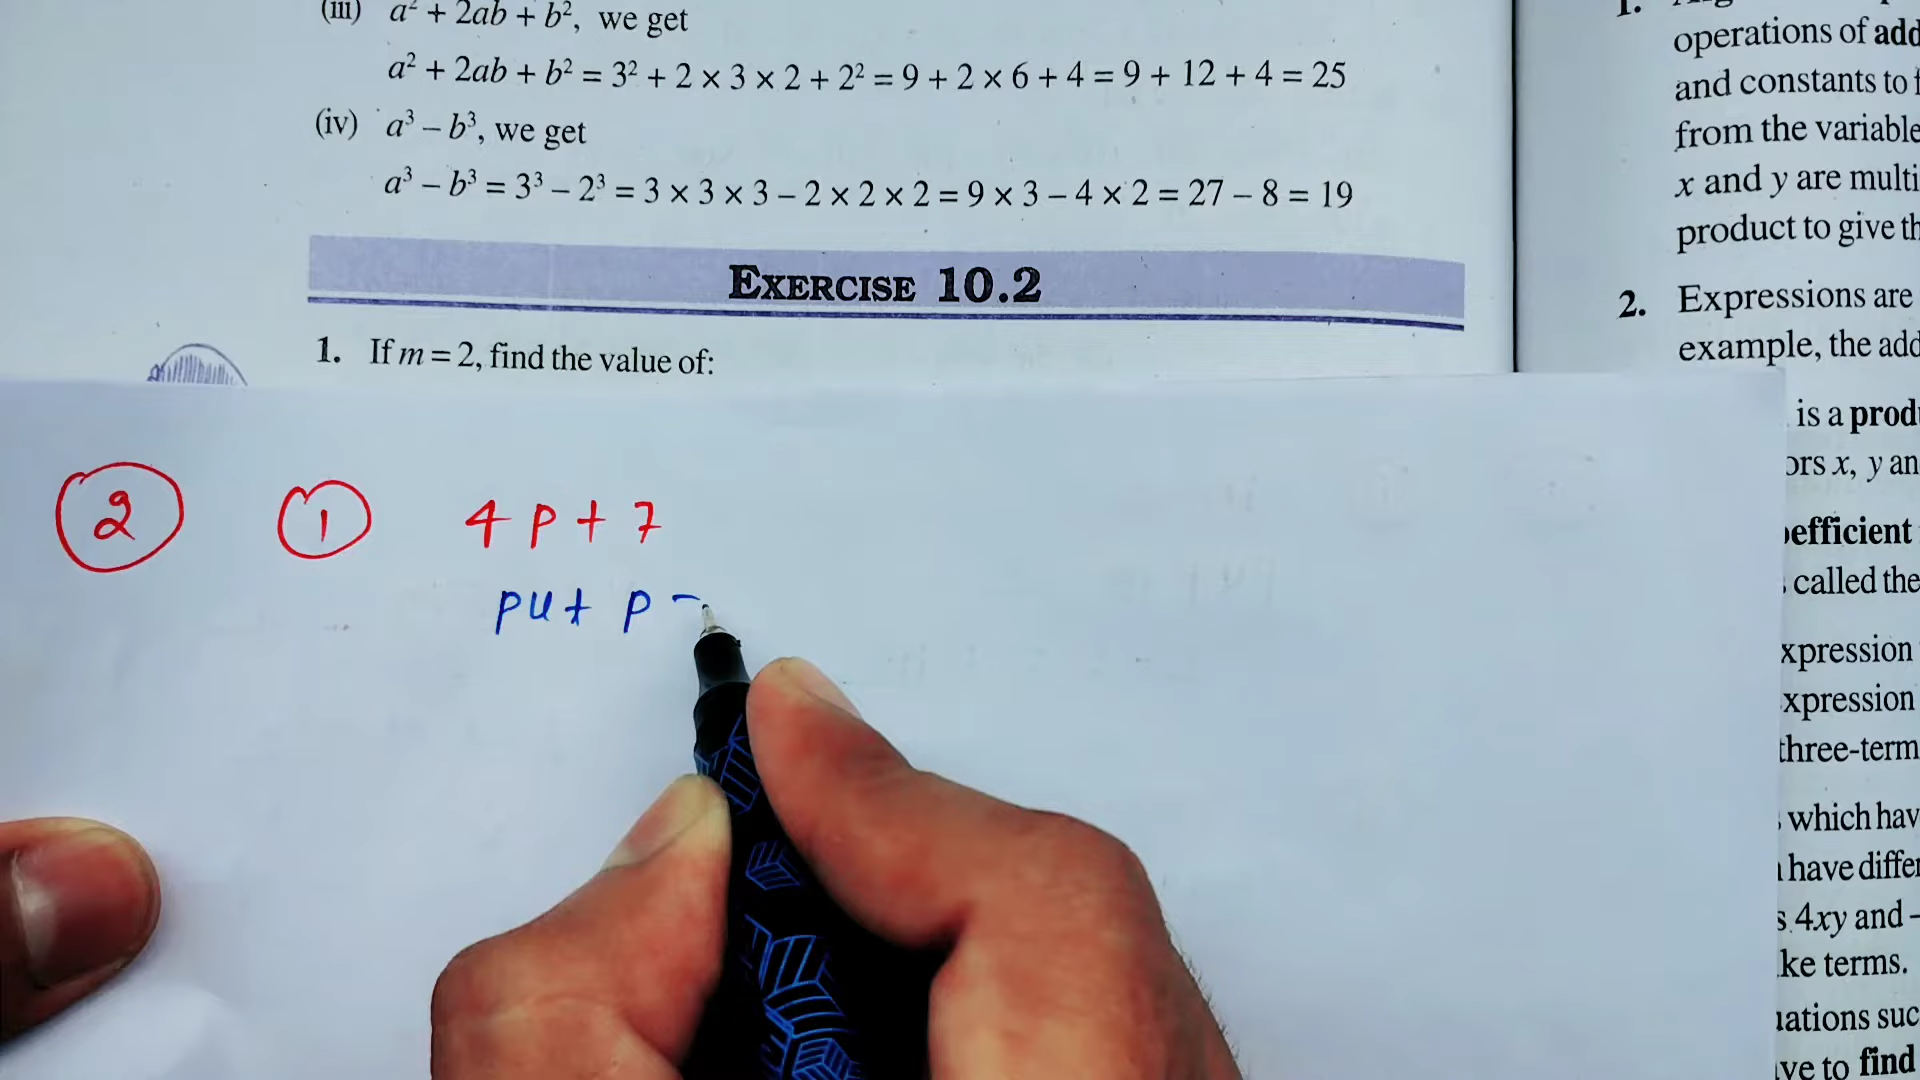 (iii) a² + 2ab + b², we get
a² + 2ab + b² = 3² + 2 × 3 × 2 + 2² = 9 + 2 × 6 + 4 = 9 + 12 + 4 = 25
(iv) a³ – b³, we get
a³ – b³ = 3³ – 2³ = 3 × 3 × 3 – 2 × 2 × 2 = 9 × 3 – 4 × 2 = 27 – 8 = 19
EXERCISE 10.2
1. If m = 2, find the value of:
2 1 4p + 7
put p -
1.
operations of add
and constants to f
from the variable
x and y are multi
product to give th
2. Expressions are
example, the add
is a produ
ors x, y an
oefficient
called the
xpression
xpression
three-term
which hav
have differ
s 4xy and –
ke terms.
uations suc
ve to find